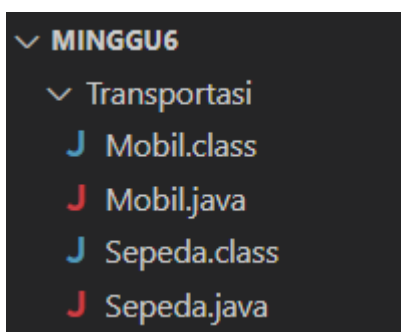 MINGGU6
Transportasi
J Mobil.class
J Mobil.java
J Sepeda.class
J Sepeda.java